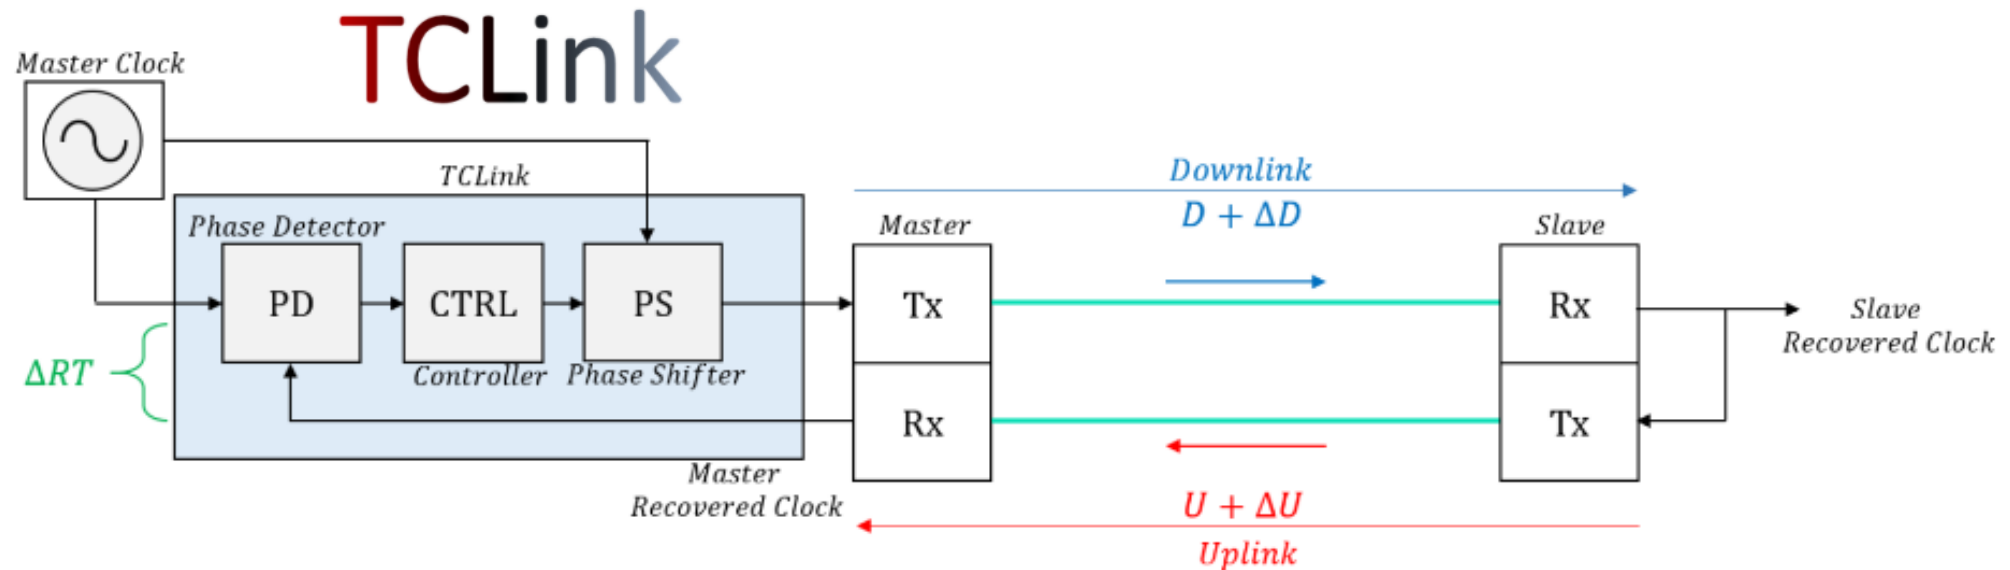 TCLink
Master Clock
TCLink
Downlink
D + ΔD
Phase Detector
Master
Slave
PD
CTRL
PS
Tx
Rx
Slave
Recovered Clock
ΔRT
Controller
Phase Shifter
Rx
Tx
Master
Recovered Clock
U + ΔU
Uplink